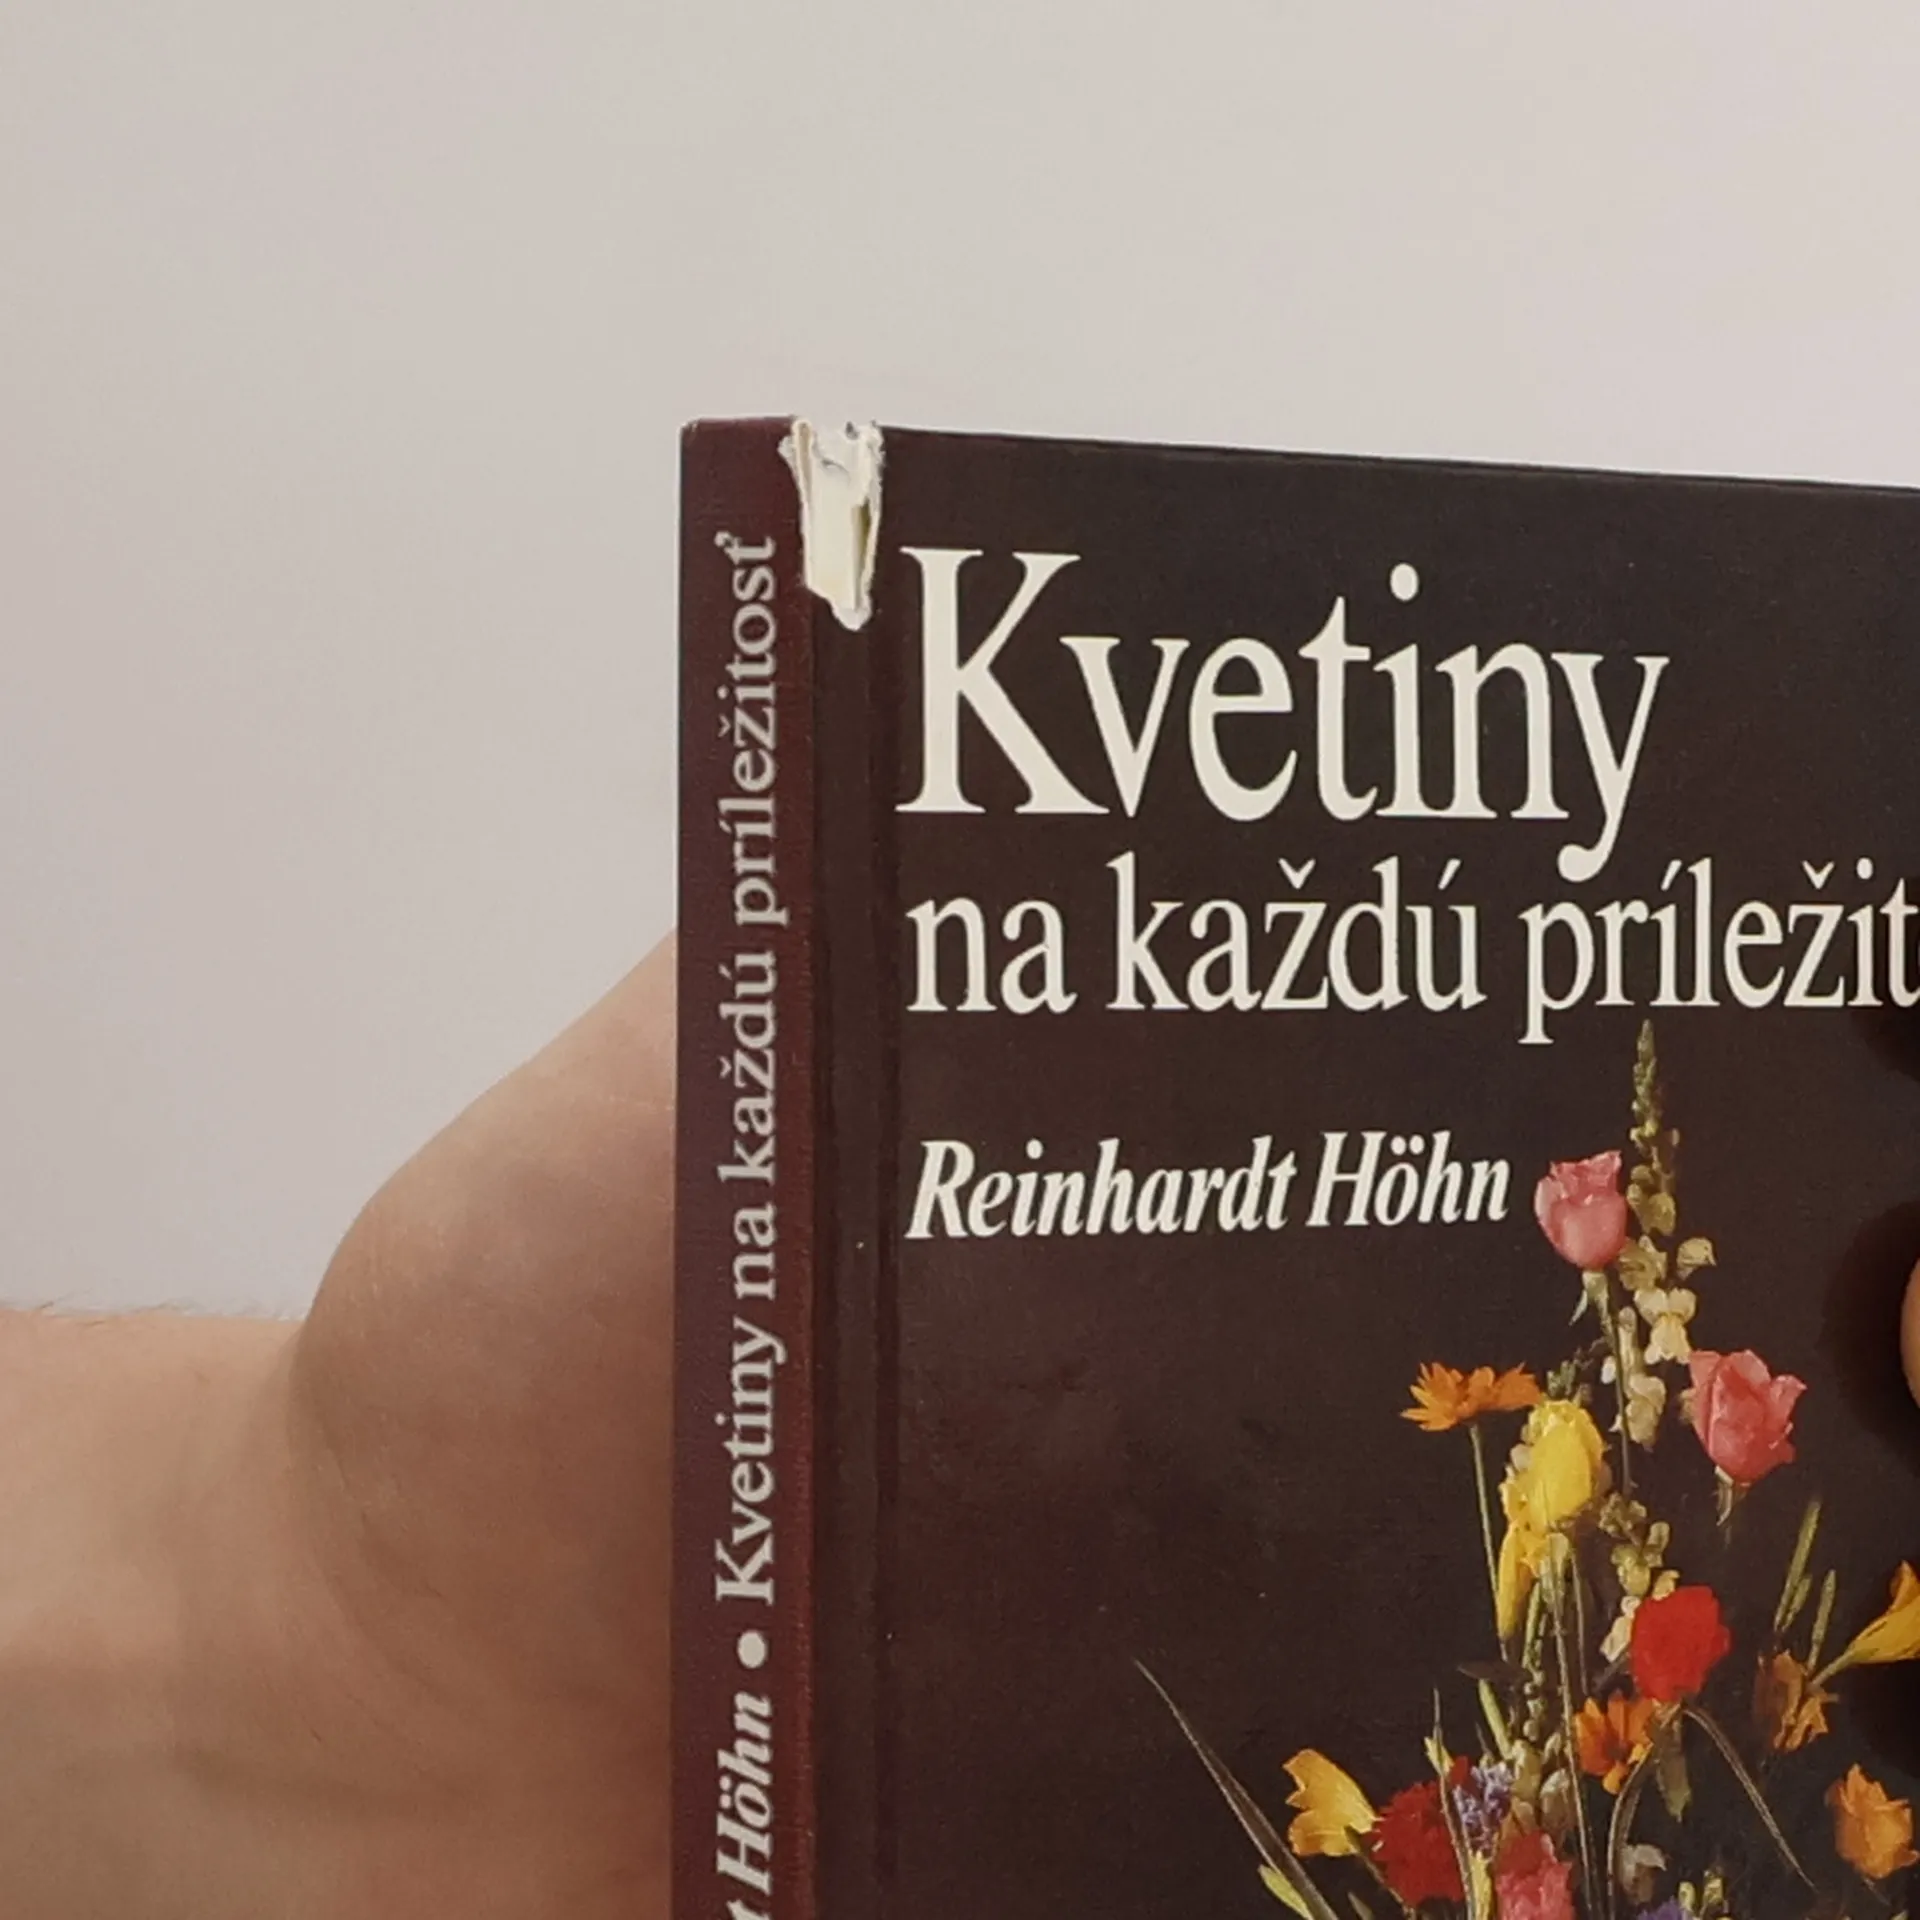 Kvetiny
na každú príležit
Reinhardt Höhn
Höhn • Kvetiny na každú príležitosť